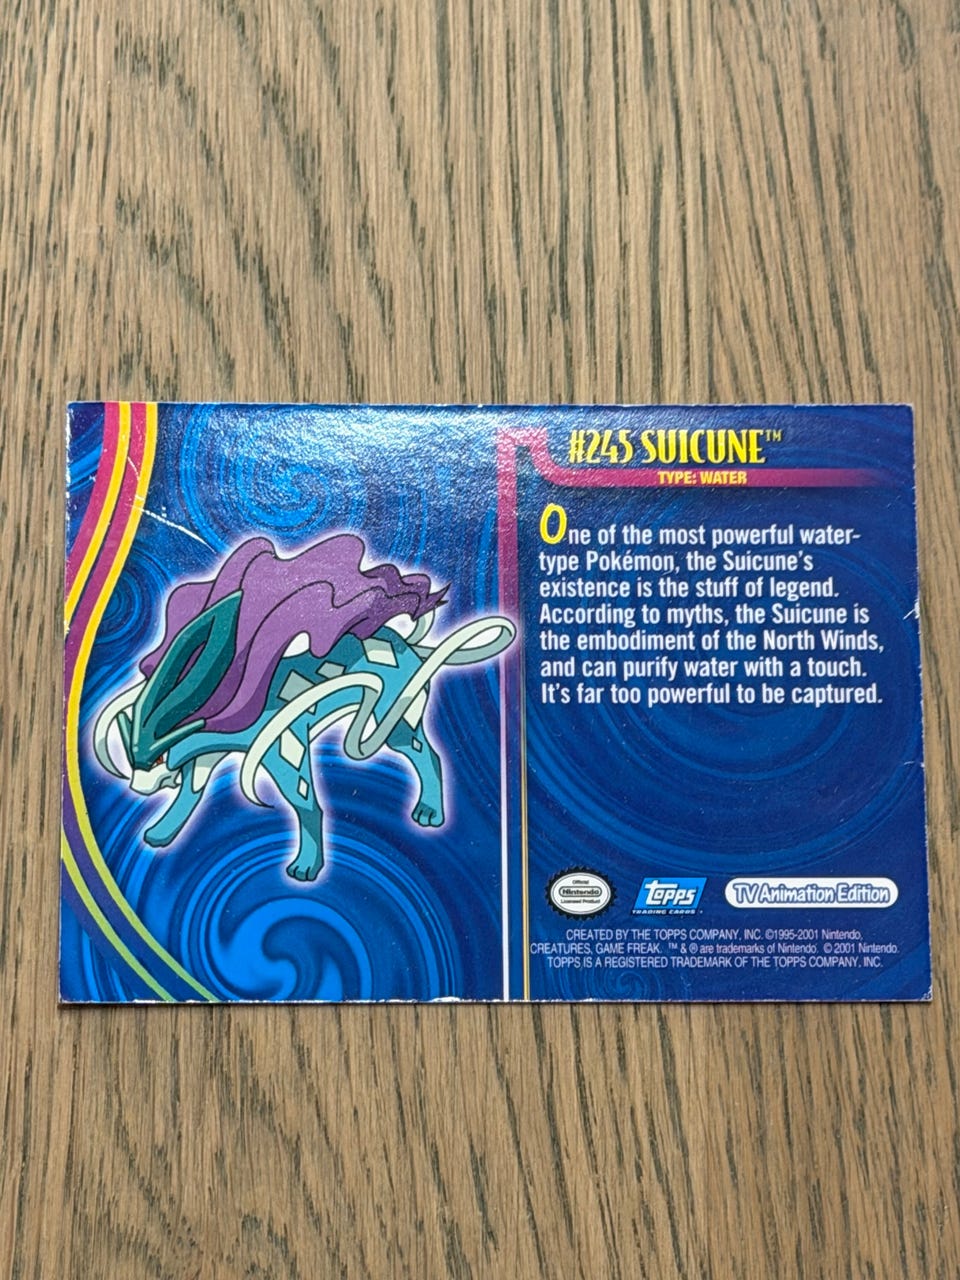 #245 SUICUNE™
TYPE: WATER
One of the most powerful water-
type Pokémon, the Suicune's
existence is the stuff of legend.
According to myths, the Suicune is
the embodiment of the North Winds,
and can purify water with a touch.
It's far too powerful to be captured.
Official
Nintendo
Licensed Product
topps
TRADING CARDS
TV Animation Edition
CREATED BY THE TOPPS COMPANY, INC. ©1995-2001 Nintendo,
CREATURES, GAME FREAK. ™ & ® are trademarks of Nintendo. © 2001 Nintendo.
TOPPS IS A REGISTERED TRADEMARK OF THE TOPPS COMPANY, INC.